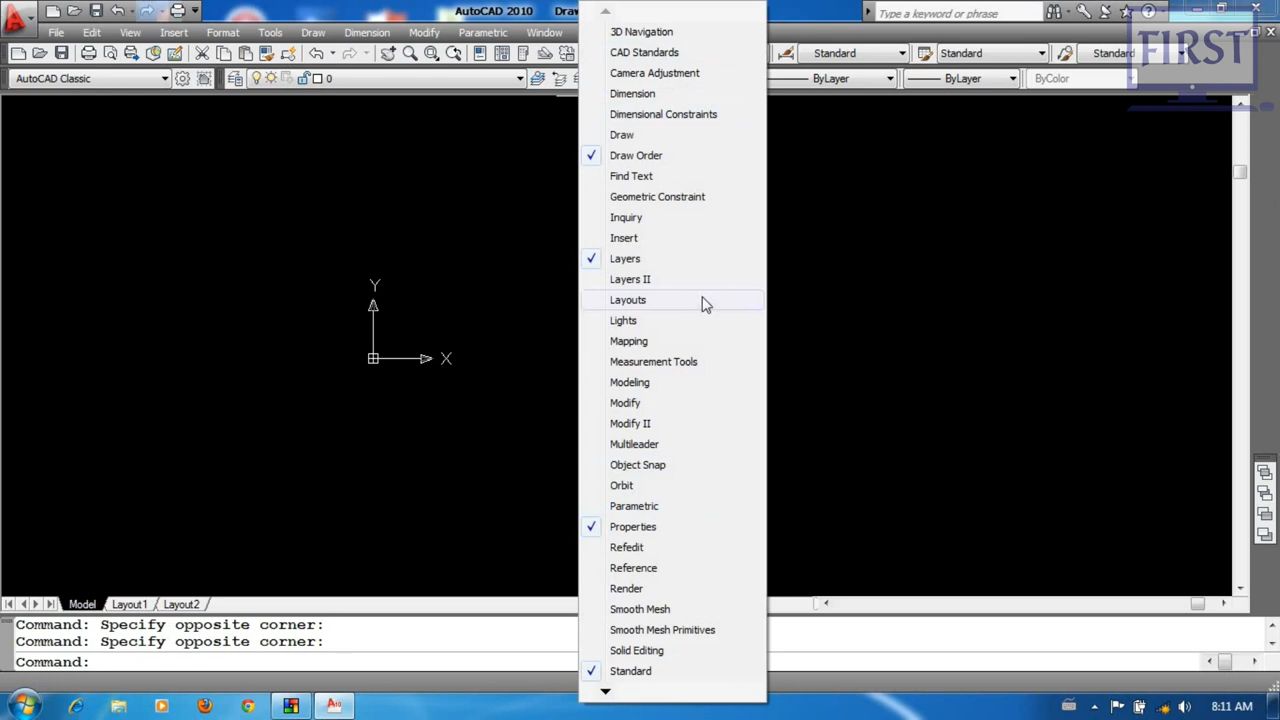 AutoCAD 2010 Draw
Type a keyword or phrase
File Edit View Insert Format Tools Draw Dimension Modify Parametric Window
Standard Standard Standard
AutoCAD Classic
0
ByLayer ByLayer ByColor
FIRST
3D Navigation
CAD Standards
Camera Adjustment
Dimension
Dimensional Constraints
Draw
Draw Order
Find Text
Geometric Constraint
Inquiry
Insert
Layers
Layers II
Layouts
Lights
Mapping
Measurement Tools
Modeling
Modify
Modify II
Multileader
Object Snap
Orbit
Parametric
Properties
Refedit
Reference
Render
Smooth Mesh
Smooth Mesh Primitives
Solid Editing
Standard
Y
X
Model Layout1 Layout2
Command: Specify opposite corner:
Command: Specify opposite corner:
Command:
8:11 AM